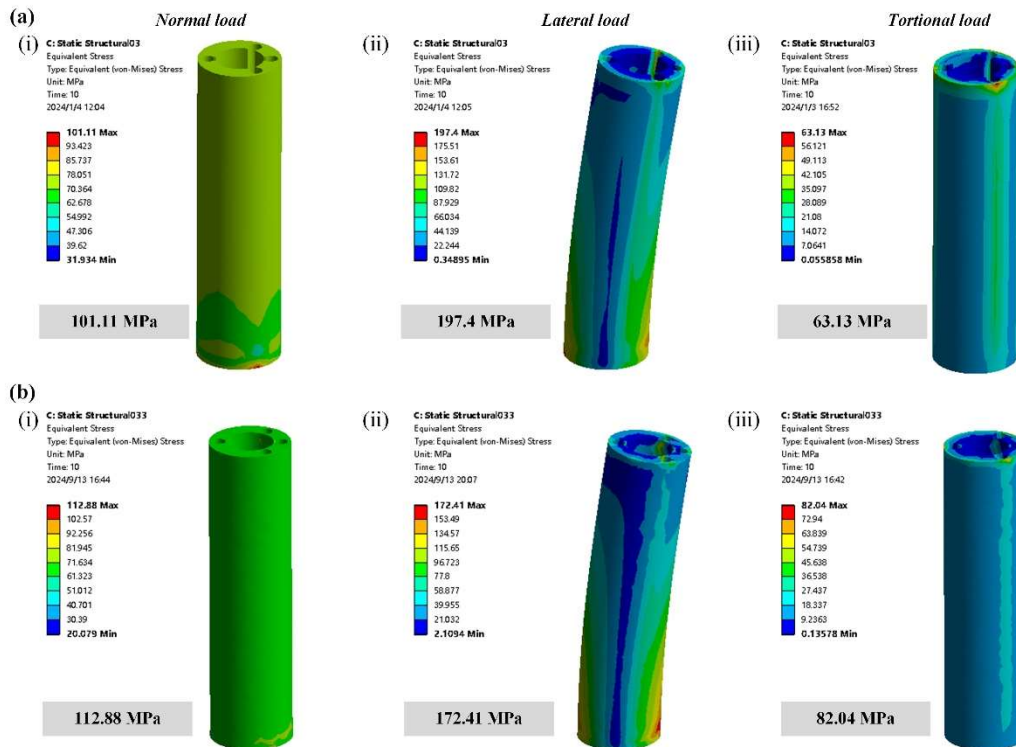 (a)
Normal load
Lateral load
Tortional load
(i)
C: Static Structural03
Equivalent Stress
Type: Equivalent (von-Mises) Stress
Unit: MPa
Time: 10
2024/1/4 12:04
101.11 Max
93.423
85.737
78.051
70.364
62.678
54.992
47.306
39.62
31.934 Min
101.11 MPa
(ii)
C: Static Structural03
Equivalent Stress
Type: Equivalent (von-Mises) Stress
Unit: MPa
Time: 10
2024/1/4 12:05
197.4 Max
175.51
153.61
131.72
109.82
87.929
66.034
44.139
22.244
0.34895 Min
197.4 MPa
(iii)
C: Static Structural03
Equivalent Stress
Type: Equivalent (von-Mises) Stress
Unit: MPa
Time: 10
2024/1/3 16:52
63.13 Max
56.121
49.113
42.105
35.097
28.089
21.08
14.072
7.0641
0.055858 Min
63.13 MPa
(b)
(i)
C: Static Structural033
Equivalent Stress
Type: Equivalent (von-Mises) Stress
Unit: MPa
Time: 10
2024/9/13 16:44
112.88 Max
102.57
92.256
81.945
71.634
61.323
51.012
40.701
30.39
20.079 Min
112.88 MPa
(ii)
C: Static Structural033
Equivalent Stress
Type: Equivalent (von-Mises) Stress
Unit: MPa
Time: 10
2024/9/13 20:07
172.41 Max
153.49
134.57
115.65
96.723
77.8
58.877
39.955
21.032
2.1094 Min
172.41 MPa
(iii)
C: Static Structural033
Equivalent Stress
Type: Equivalent (von-Mises) Stress
Unit: MPa
Time: 10
2024/9/13 16:42
82.04 Max
72.94
63.839
54.739
45.638
36.538
27.437
18.337
9.2363
0.13578 Min
82.04 MPa